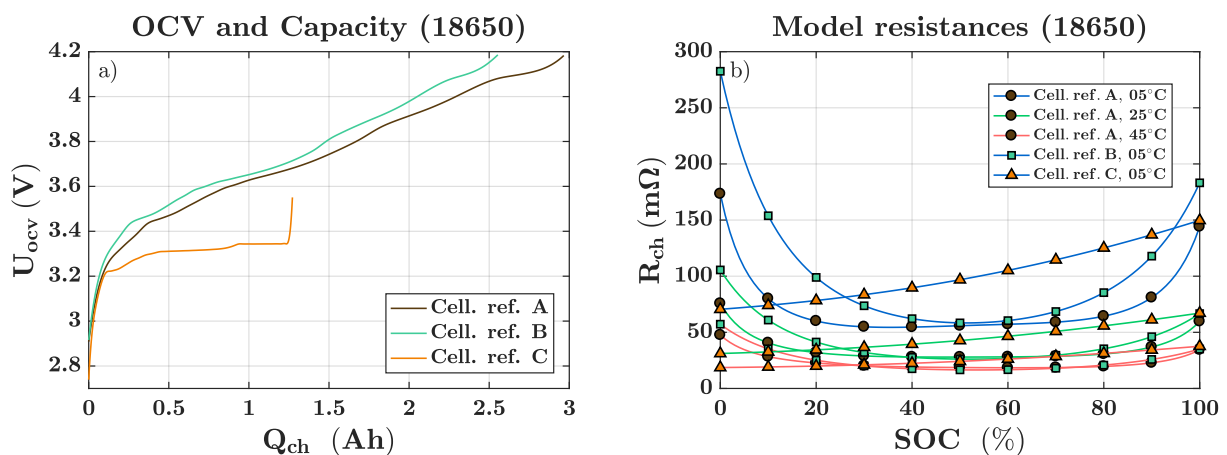 OCV and Capacity (18650)
a)
4.2
4
3.8
3.6
3.4
3.2
3
2.8
U_ocv (V)
0
0.5
1
1.5
2
2.5
3
Q_ch (Ah)
Cell. ref. A
Cell. ref. B
Cell. ref. C
Model resistances (18650)
b)
300
250
200
150
100
50
0
R_ch (mΩ)
0
20
40
60
80
100
SOC (%)
Cell. ref. A, 05°C
Cell. ref. A, 25°C
Cell. ref. A, 45°C
Cell. ref. B, 05°C
Cell. ref. C, 05°C